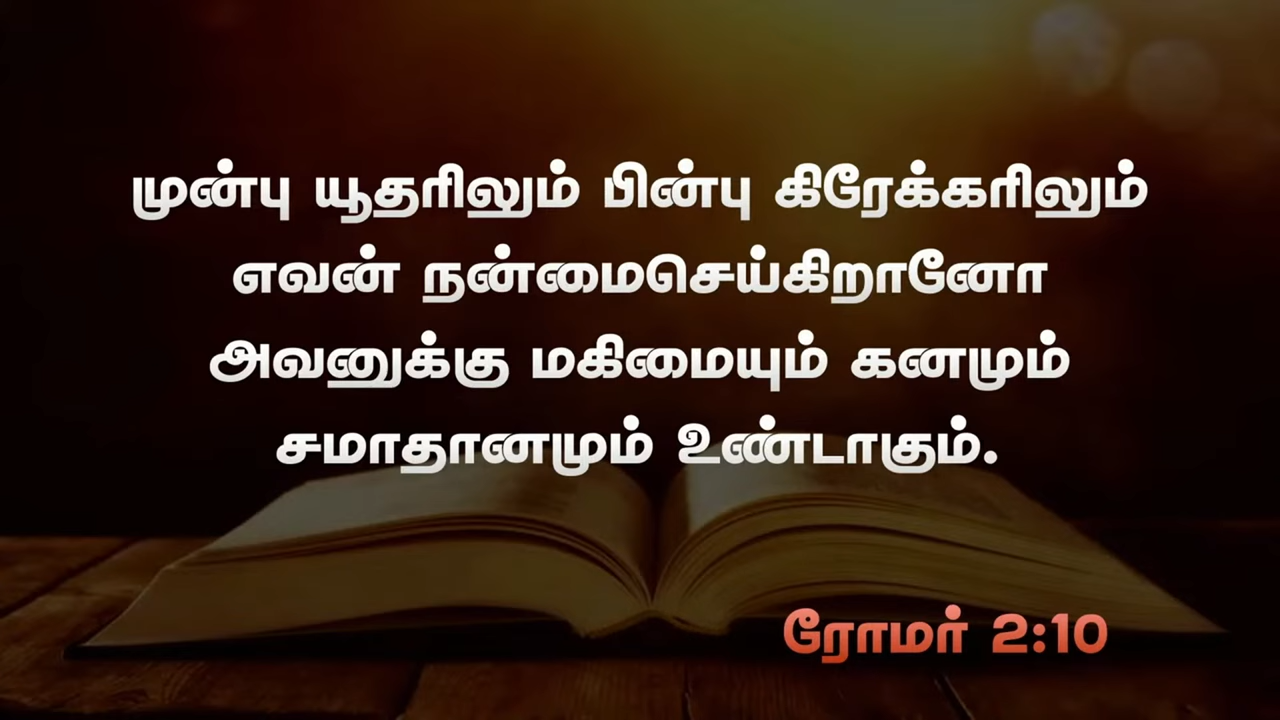 முன்பு யூதரிலும் பின்பு கிரேக்கரிலும்
எவன் நன்மைசெய்கிறானோ
அவனுக்கு மகிமையும் கனமும்
சமாதானமும் உண்டாகும்.
ரோமர் 2:10